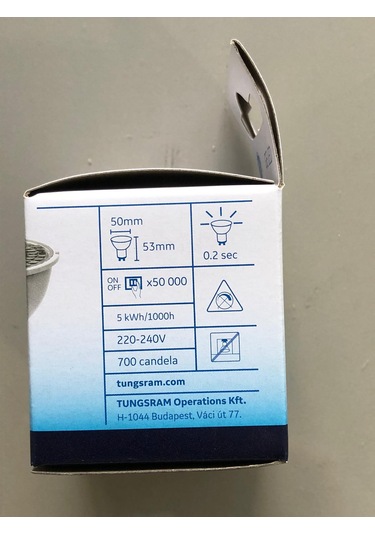 50mm
53mm
0.2 sec
ON
OFF
x50 000
5 kWh/1000h
220-240V
700 candela
tungsram.com
TUNGSRAM Operations Kft.
H-1044 Budapest, Váci út 77.